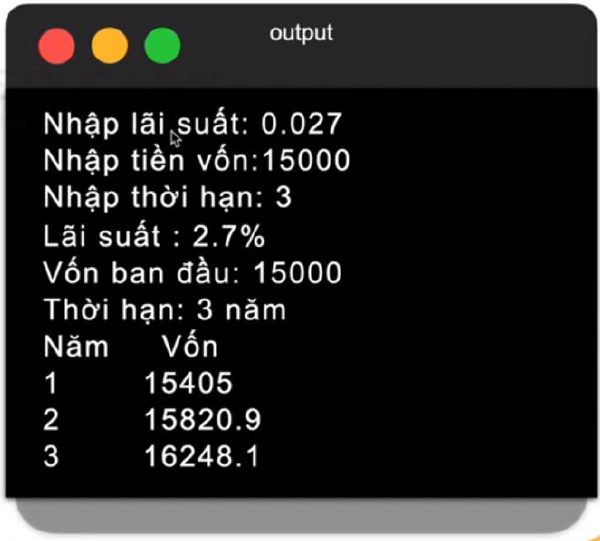 output
Nhập lãi suất: 0.027
Nhập tiền vốn:15000
Nhập thời hạn: 3
Lãi suất : 2.7%
Vốn ban đầu: 15000
Thời hạn: 3 năm
Năm Vốn
1 15405
2 15820.9
3 16248.1